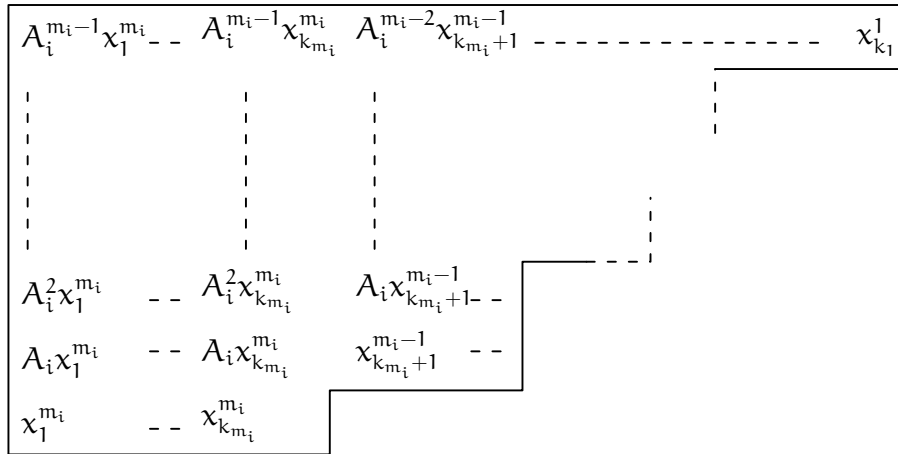 $A_i^{m_i-1}x_1^{m_i}$ -- $A_i^{m_i-1}x_{k_{m_i}}^{m_i}$ $A_i^{m_i-2}x_{k_{m_i}+1}^{m_i-1}$ -------------- $x_{k_1}^1$
$A_i^2x_1^{m_i}$ -- $A_i^2x_{k_{m_i}}^{m_i}$ $A_ix_{k_{m_i}+1}^{m_i-1}$ --
$A_ix_1^{m_i}$ -- $A_ix_{k_{m_i}}^{m_i}$ $x_{k_{m_i}+1}^{m_i-1}$ --
$x_1^{m_i}$ -- $x_{k_{m_i}}^{m_i}$